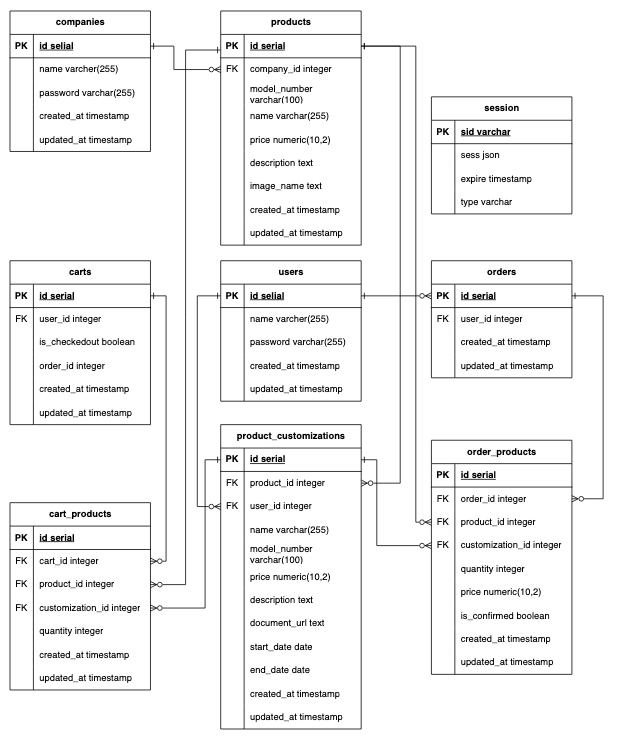 companies
PK id selial
name varcher(255)
password varchar(255)
created_at timestamp
updated_at timestamp
products
PK id serial
FK company_id integer
model_number
varchar(100)
name varchar(255)
price numeric(10,2)
description text
image_name text
created_at timestamp
updated_at timestamp
session
PK sid varchar
sess json
expire timestamp
type varchar
carts
PK id serial
FK user_id integer
is_checkedout boolean
order_id integer
created_at timestamp
updated_at timestamp
users
PK id selial
name varcher(255)
password varchar(255)
created_at timestamp
updated_at timestamp
orders
PK id serial
FK user_id integer
created_at timestamp
updated_at timestamp
product_customizations
PK id serial
FK product_id integer
FK user_id integer
name varchar(255)
model_number
varchar(100)
price numeric(10,2)
description text
document_url text
start_date date
end_date date
created_at timestamp
updated_at timestamp
order_products
PK id serial
FK order_id integer
FK product_id integer
FK customization_id integer
quantity integer
price numeric(10,2)
is_confirmed boolean
created_at timestamp
updated_at timestamp
cart_products
PK id serial
FK cart_id integer
FK product_id integer
FK customization_id integer
quantity integer
created_at timestamp
updated_at timestamp